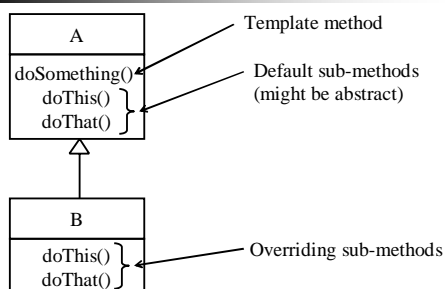 A
Template method
doSomething()
doThis()
doThat()
Default sub-methods
(might be abstract)
B
doThis()
doThat()
Overriding sub-methods